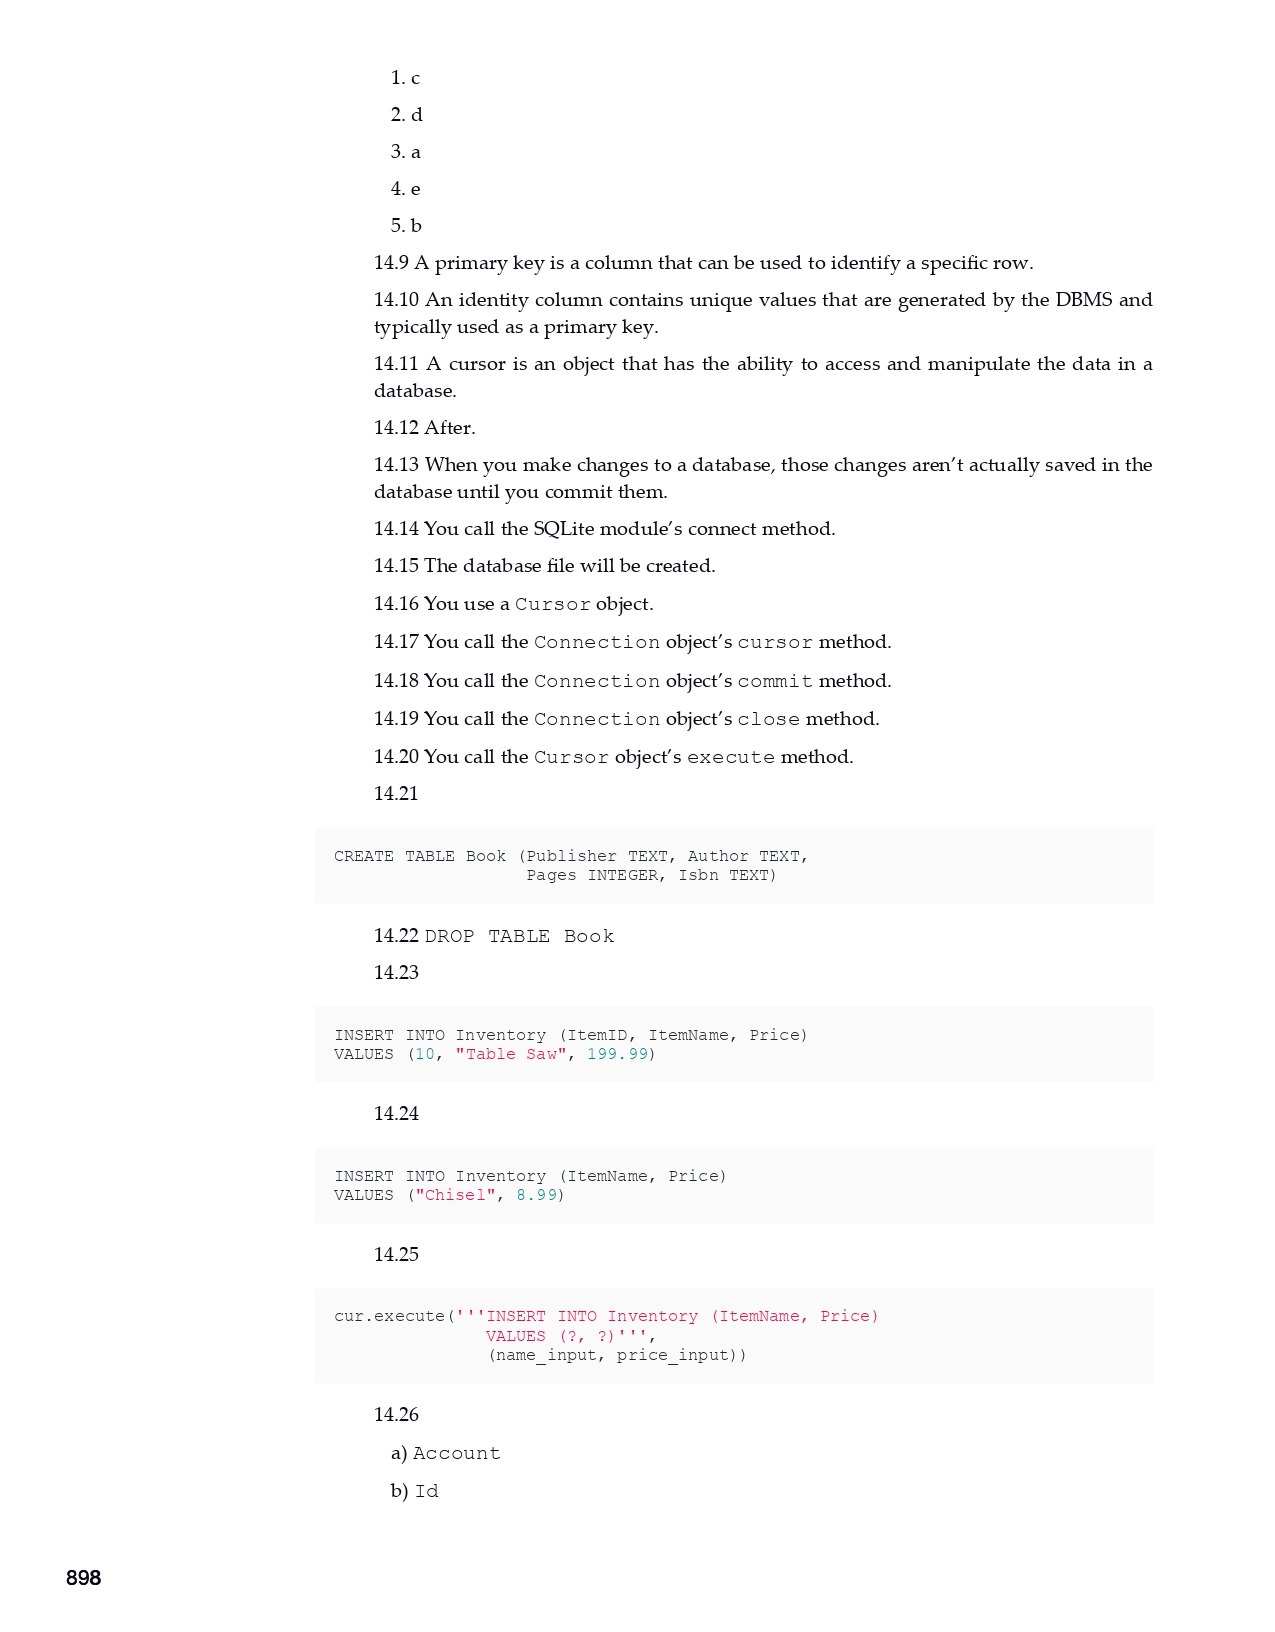 1. c
2. d
3. a
4. e
5. b
14.9 A primary key is a column that can be used to identify a specific row.
14.10 An identity column contains unique values that are generated by the DBMS and
typically used as a primary key.
14.11 A cursor is an object that has the ability to access and manipulate the data in a
database.
14.12 After.
14.13 When you make changes to a database, those changes aren’t actually saved in the
database until you commit them.
14.14 You call the SQLite module’s connect method.
14.15 The database file will be created.
14.16 You use a Cursor object.
14.17 You call the Connection object’s cursor method.
14.18 You call the Connection object’s commit method.
14.19 You call the Connection object’s close method.
14.20 You call the Cursor object’s execute method.
14.21
CREATE TABLE Book (Publisher TEXT, Author TEXT,
Pages INTEGER, Isbn TEXT)
14.22 DROP TABLE Book
14.23
INSERT INTO Inventory (ItemID, ItemName, Price)
VALUES (10, "Table Saw", 199.99)
14.24
INSERT INTO Inventory (ItemName, Price)
VALUES ("Chisel", 8.99)
14.25
cur.execute('''INSERT INTO Inventory (ItemName, Price)
VALUES (?, ?)''',
(name_input, price_input))
14.26
a) Account
b) Id
898